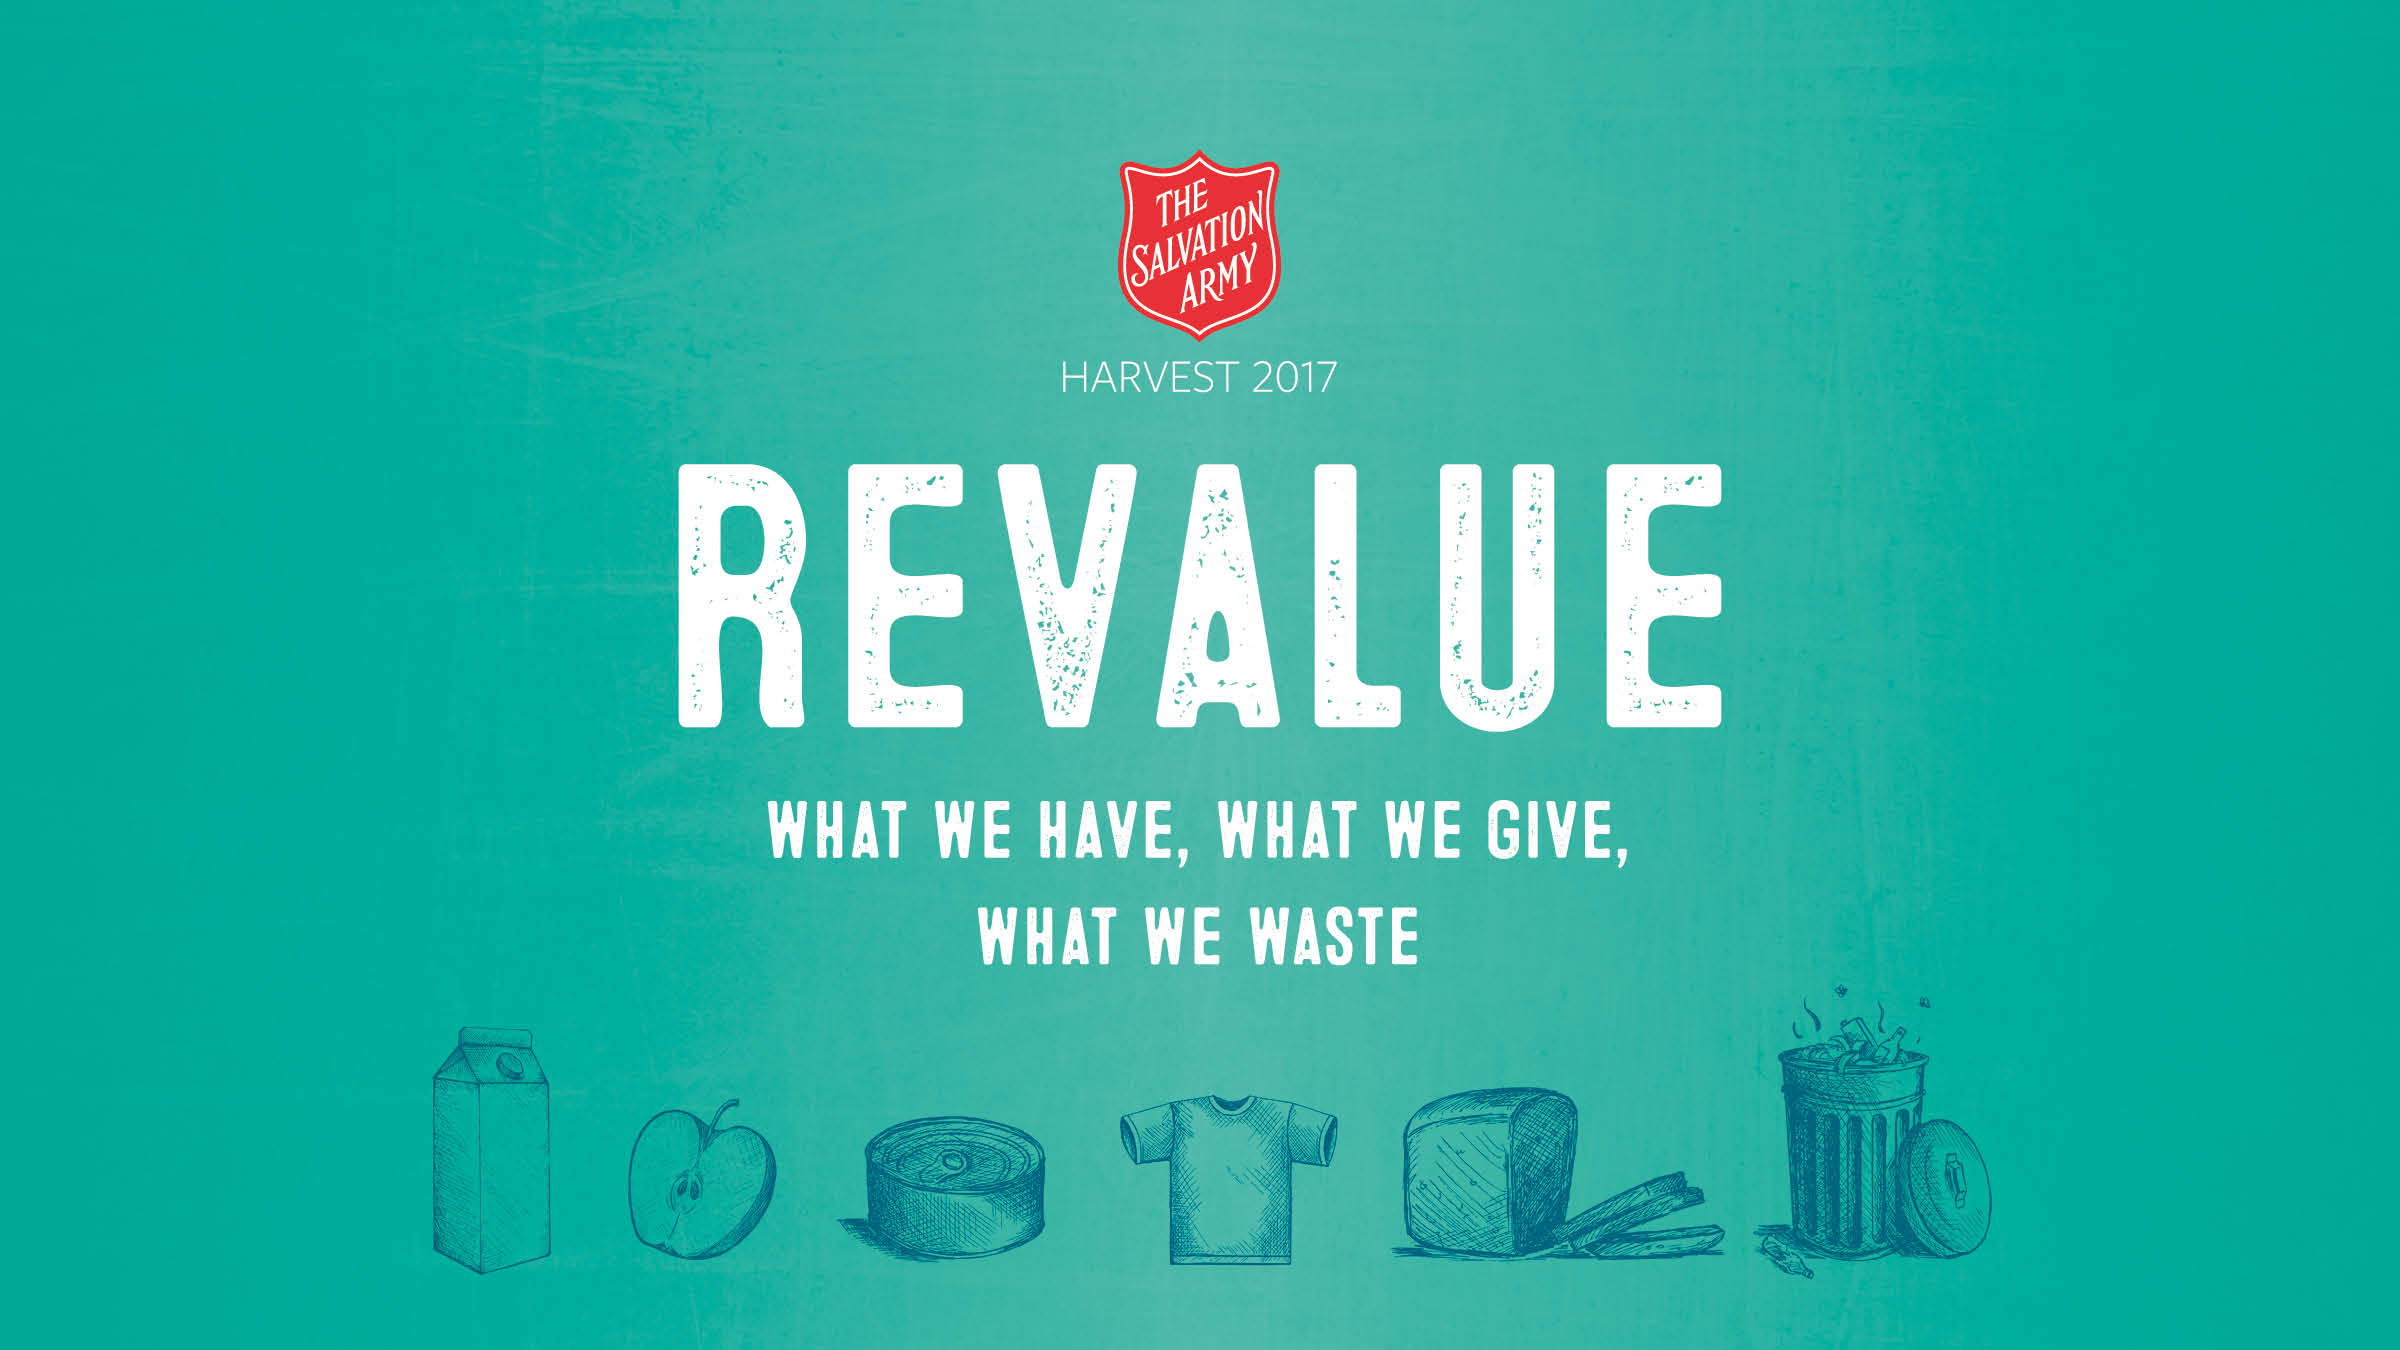 THE
SALVATION
ARMY
HARVEST 2017
REVALUE
WHAT WE HAVE, WHAT WE GIVE,
WHAT WE WASTE